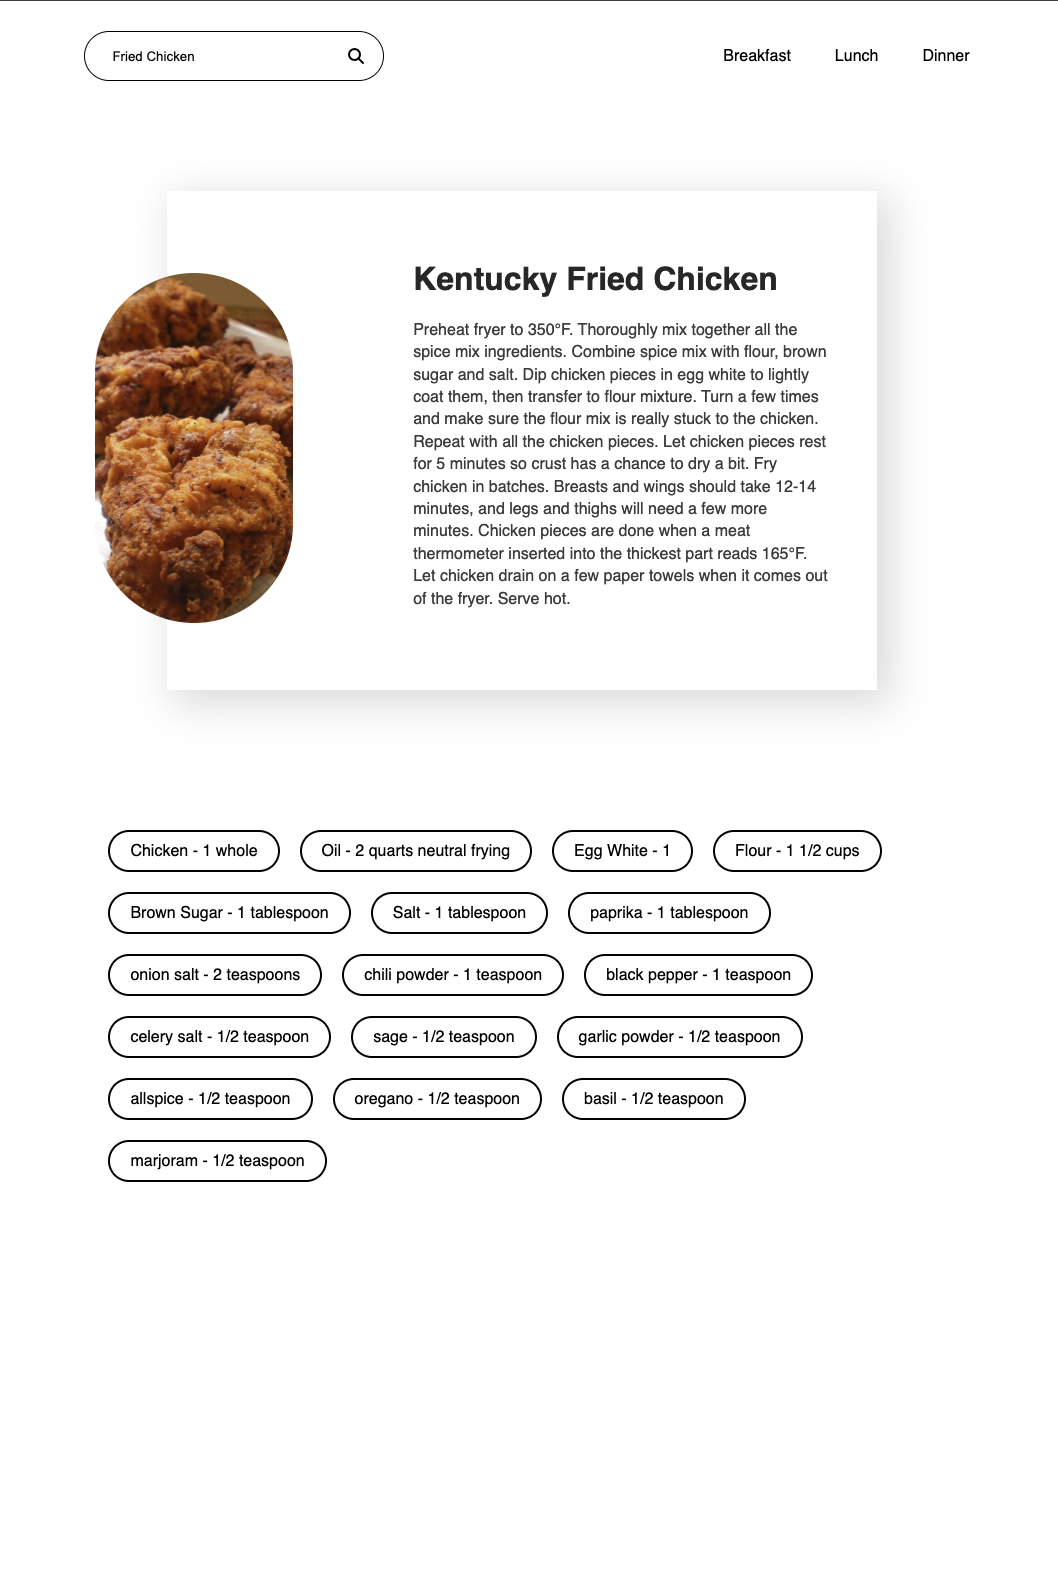 Fried Chicken
Breakfast Lunch Dinner
Kentucky Fried Chicken
Preheat fryer to 350°F. Thoroughly mix together all the
spice mix ingredients. Combine spice mix with flour, brown
sugar and salt. Dip chicken pieces in egg white to lightly
coat them, then transfer to flour mixture. Turn a few times
and make sure the flour mix is really stuck to the chicken.
Repeat with all the chicken pieces. Let chicken pieces rest
for 5 minutes so crust has a chance to dry a bit. Fry
chicken in batches. Breasts and wings should take 12-14
minutes, and legs and thighs will need a few more
minutes. Chicken pieces are done when a meat
thermometer inserted into the thickest part reads 165°F.
Let chicken drain on a few paper towels when it comes out
of the fryer. Serve hot.
Chicken - 1 whole Oil - 2 quarts neutral frying Egg White - 1 Flour - 1 1/2 cups
Brown Sugar - 1 tablespoon Salt - 1 tablespoon paprika - 1 tablespoon
onion salt - 2 teaspoons chili powder - 1 teaspoon black pepper - 1 teaspoon
celery salt - 1/2 teaspoon sage - 1/2 teaspoon garlic powder - 1/2 teaspoon
allspice - 1/2 teaspoon oregano - 1/2 teaspoon basil - 1/2 teaspoon
marjoram - 1/2 teaspoon